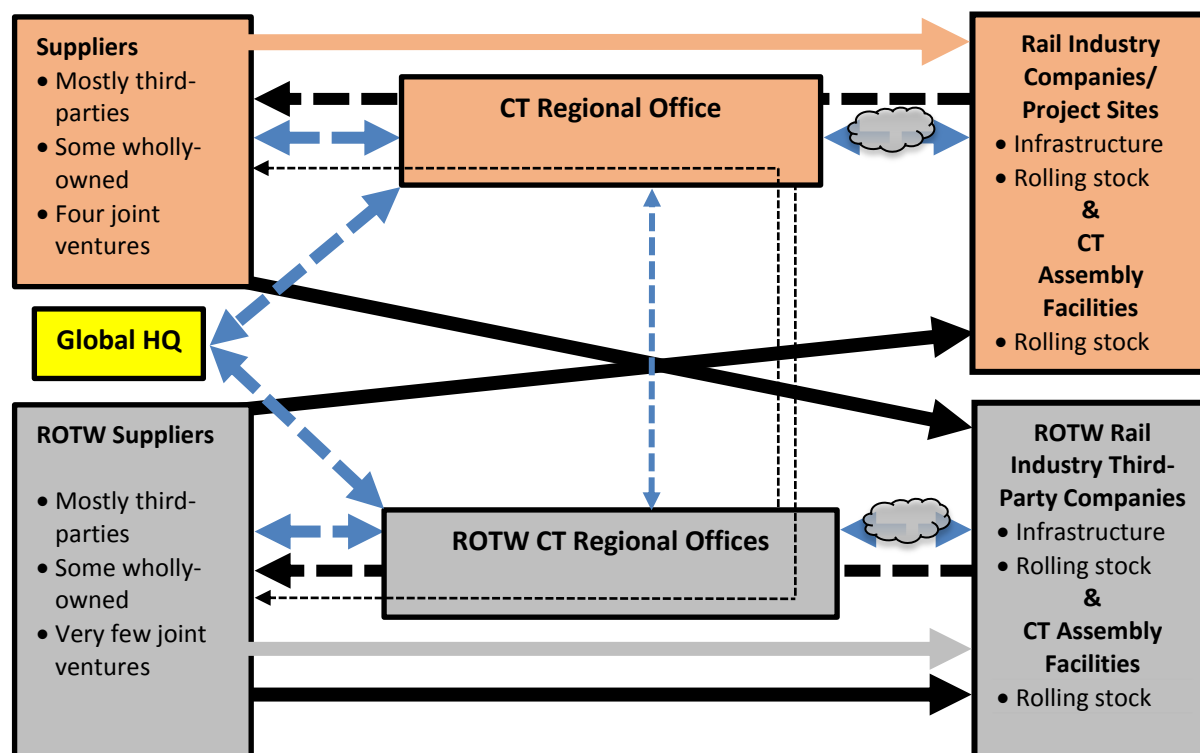 Suppliers
• Mostly third-
parties
• Some wholly-
owned
• Four joint
ventures
CT Regional Office
Rail Industry
Companies/
Project Sites
• Infrastructure
• Rolling stock
&
CT
Assembly
Facilities
• Rolling stock
Global HQ
ROTW Suppliers
• Mostly third-
parties
• Some wholly-
owned
• Very few joint
ventures
ROTW CT Regional Offices
ROTW Rail
Industry Third-
Party Companies
• Infrastructure
• Rolling stock
&
CT Assembly
Facilities
• Rolling stock